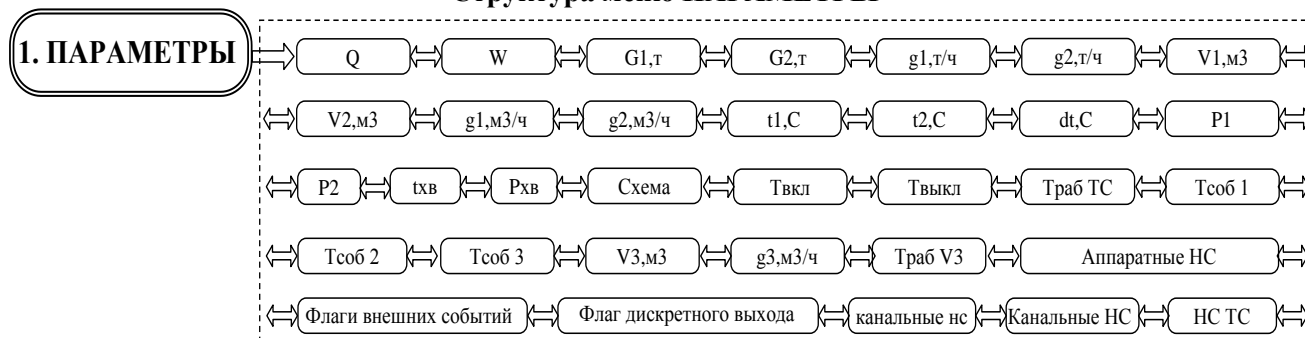 Структура меню ПАРАМЕТРЫ
1. ПАРАМЕТРЫ
Q W G1,т G2,т g1,т/ч g2,т/ч V1,м3
V2,м3 g1,м3/ч g2,м3/ч t1,С t2,С dt,С P1
P2 tхв Pхв Схема Твкл Твыкл Траб ТС Тсоб 1
Тсоб 2 Тсоб 3 V3,м3 g3,м3/ч Траб V3 Аппаратные НС
Флаги внешних событий Флаг дискретного выхода канальные нс Канальные НС НС ТС